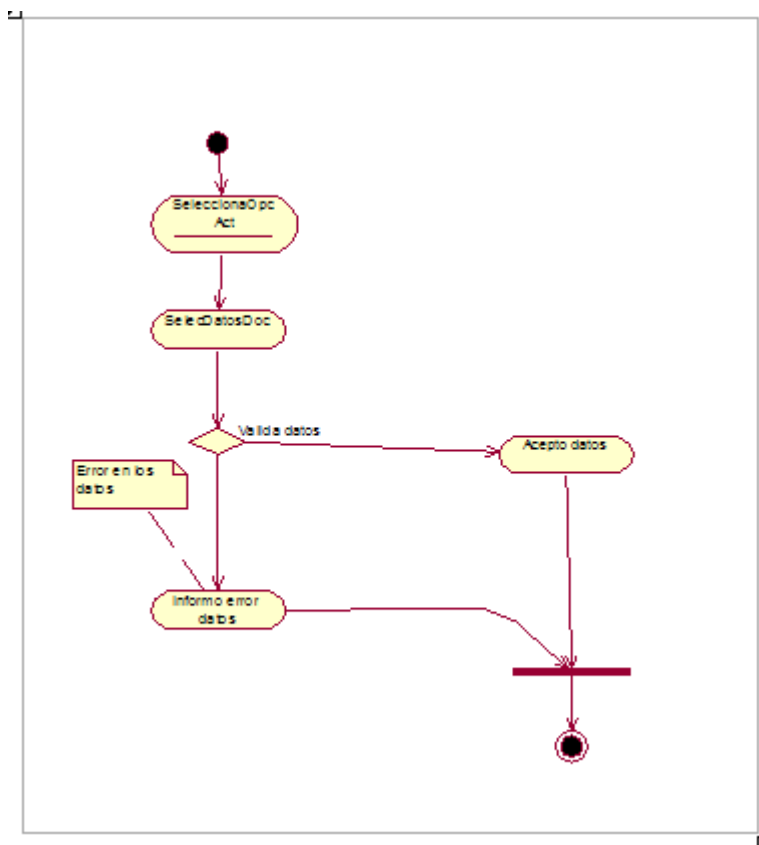 SeleccionaOpc
Act
SelecDatosDoc
Valida datos
Acepto datos
Error en los
datos
Informo error
datos